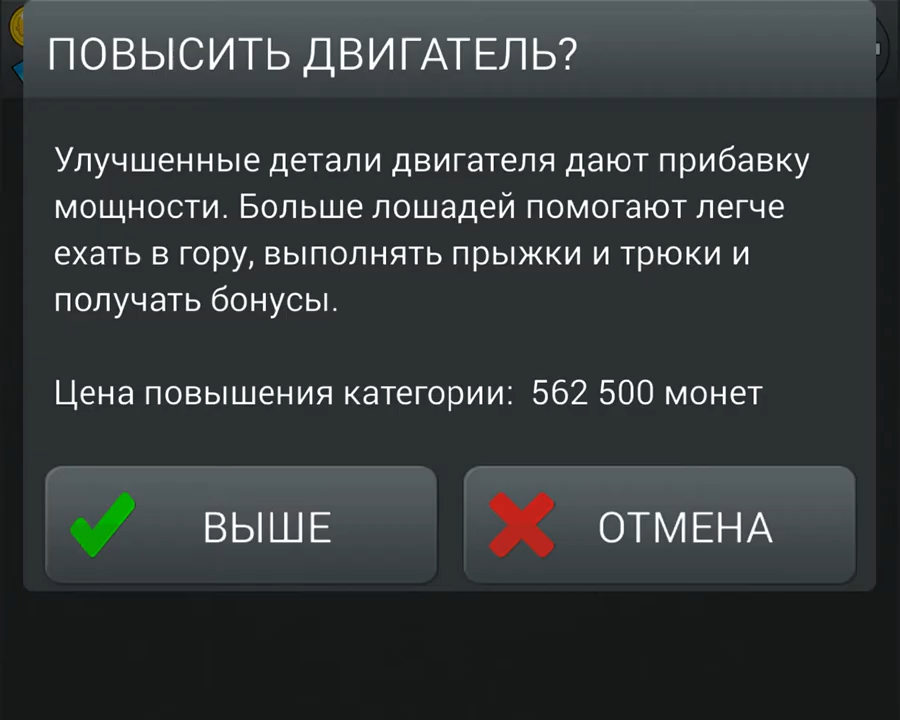 ПОВЫСИТЬ ДВИГАТЕЛЬ?
Улучшенные детали двигателя дают прибавку
мощности. Больше лошадей помогают легче
ехать в гору, выполнять прыжки и трюки и
получать бонусы.
Цена повышения категории: 562 500 монет
ВЫШЕ
ОТМЕНА